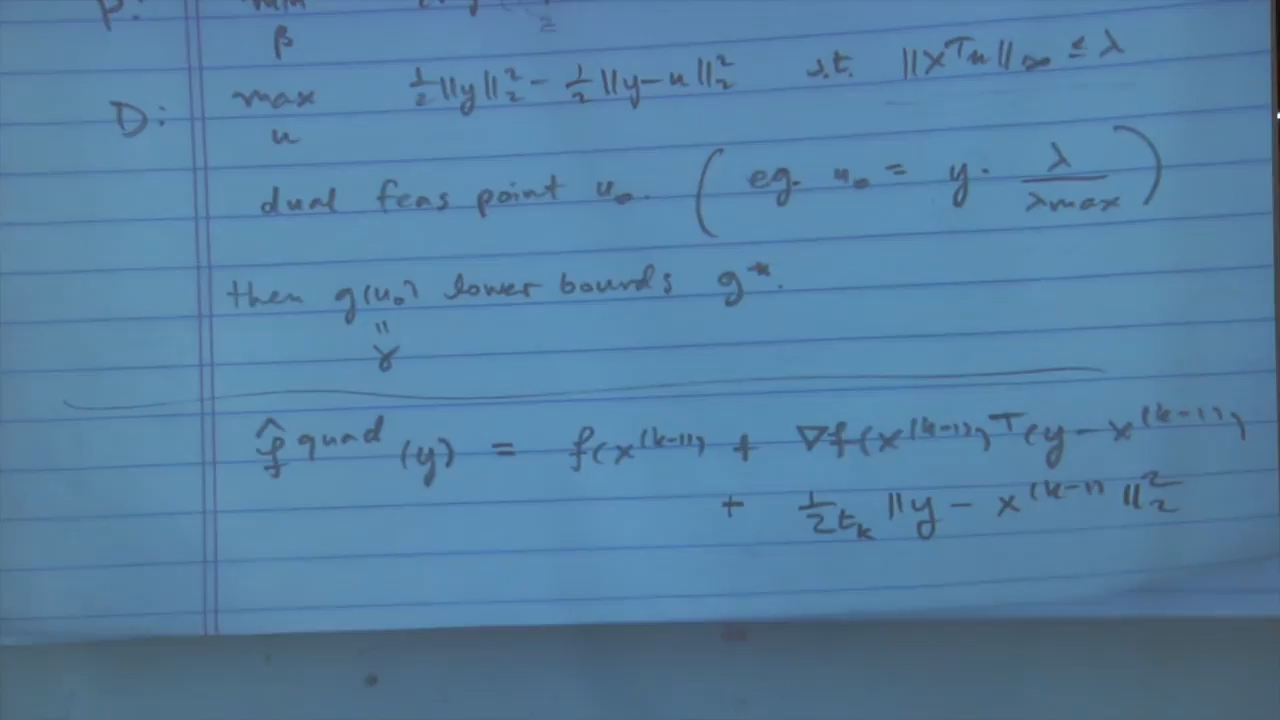 P: min
β
D: max ½‖y‖₂² − ½‖y−u‖₂² s.t. ‖Xᵀu‖∞ ≤ λ
u
dual feas point u₀. (eg. u₀ = y · λ/λmax)
then g(u₀) lower bounds g*.
"
γ
f̂ quad (y) = f(x^(k-1)) + ∇f(x^(k-1))ᵀ(y − x^(k-1))
+ 1/2t_k ‖y − x^(k-1)‖₂²